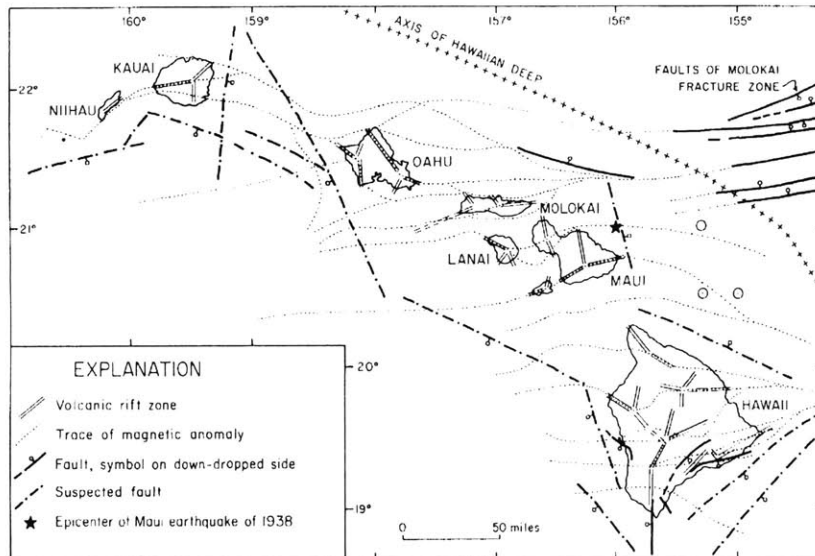 160°
159°
157°
156°
155°
AXIS OF HAWAIIAN DEEP
KAUAI
22°
NIIHAU
FAULTS OF MOLOKAI
FRACTURE ZONE
OAHU
21°
MOLOKAI
LANAI
MAUI
20°
HAWAII
19°
EXPLANATION
Volcanic rift zone
Trace of magnetic anomaly
Fault, symbol on down-dropped side
Suspected fault
Epicenter of Maui earthquake of 1938
0 50 miles